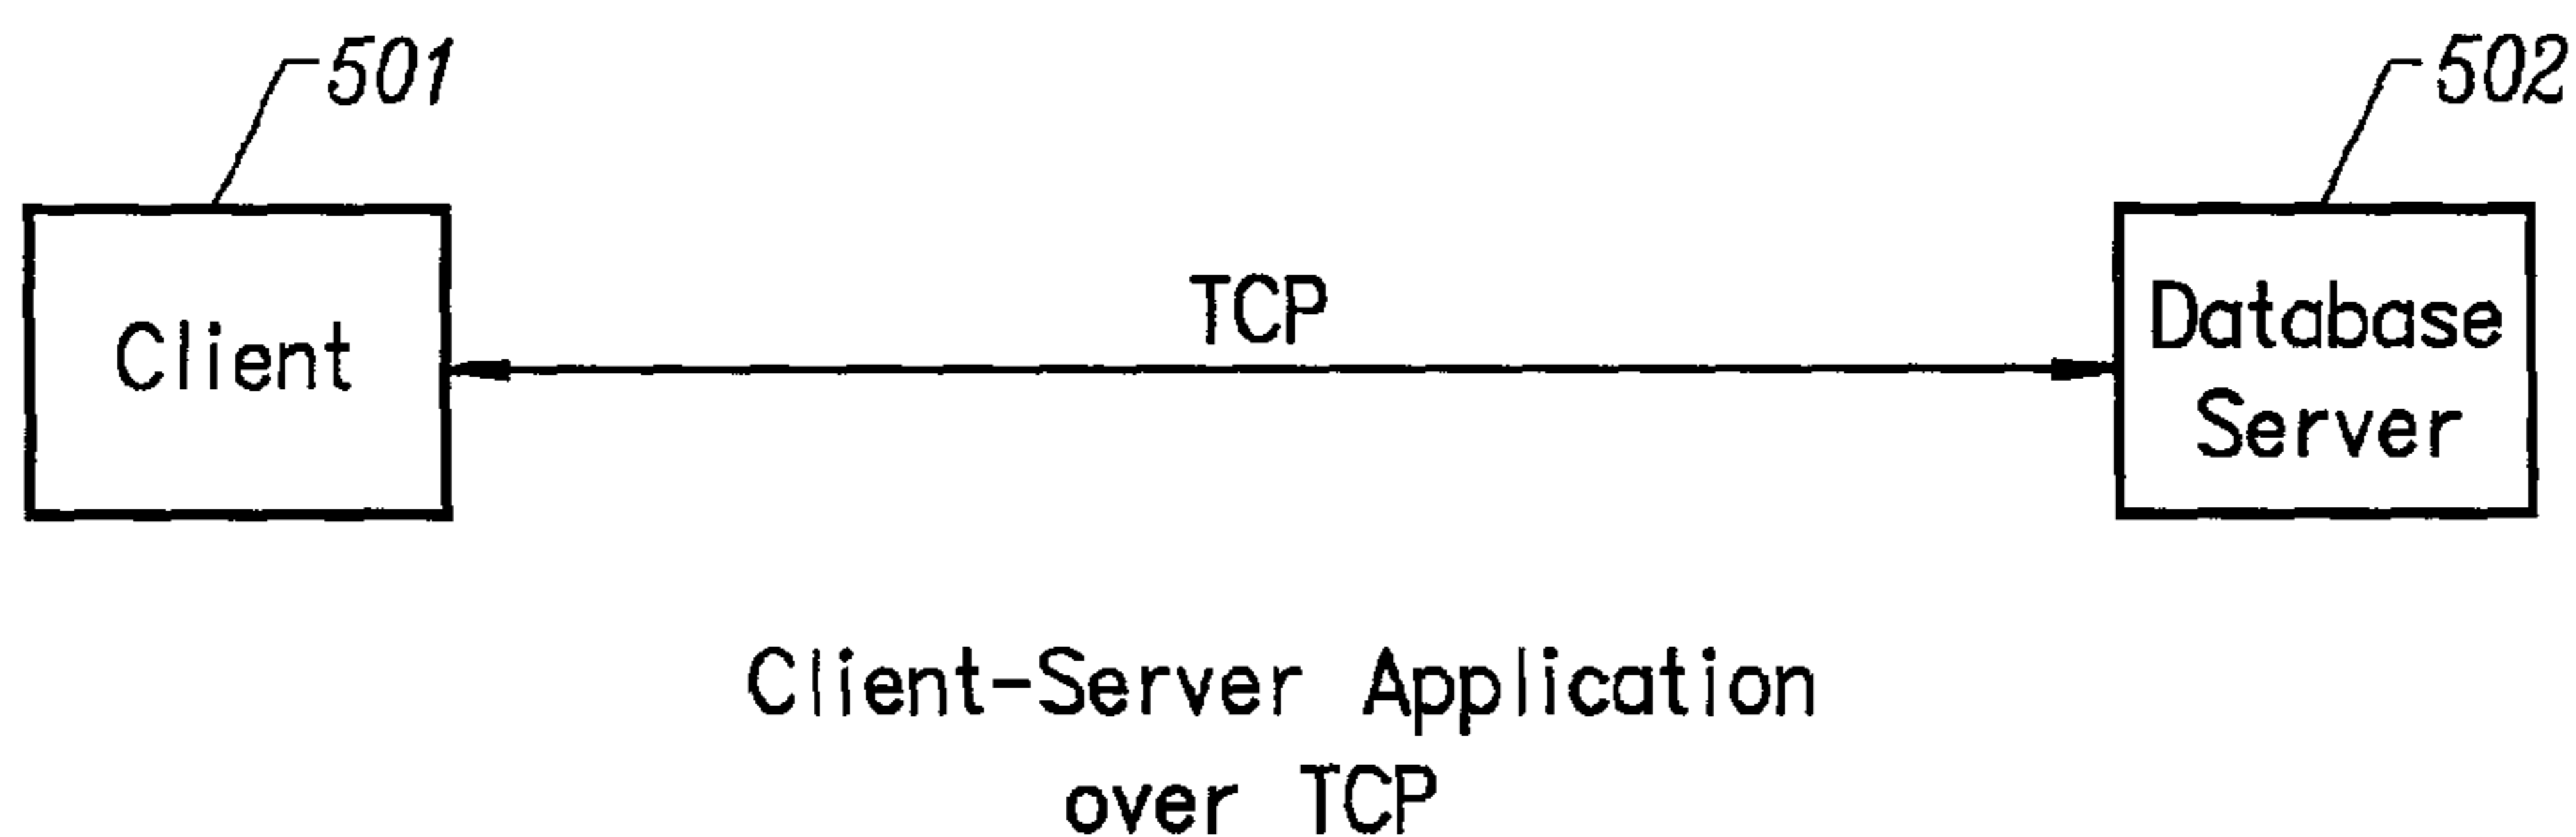 501
502
Client
TCP
Database
Server
Client-Server Application
over TCP